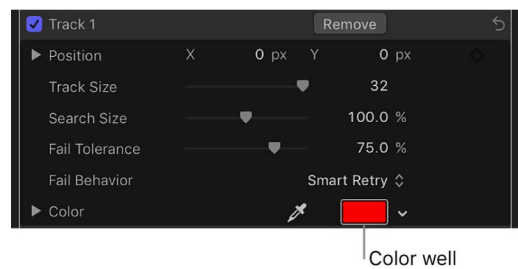 Track 1 Remove
Position X 0 px Y 0 px
Track Size 32
Search Size 100.0 %
Fail Tolerance 75.0 %
Fail Behavior Smart Retry
Color
Color well